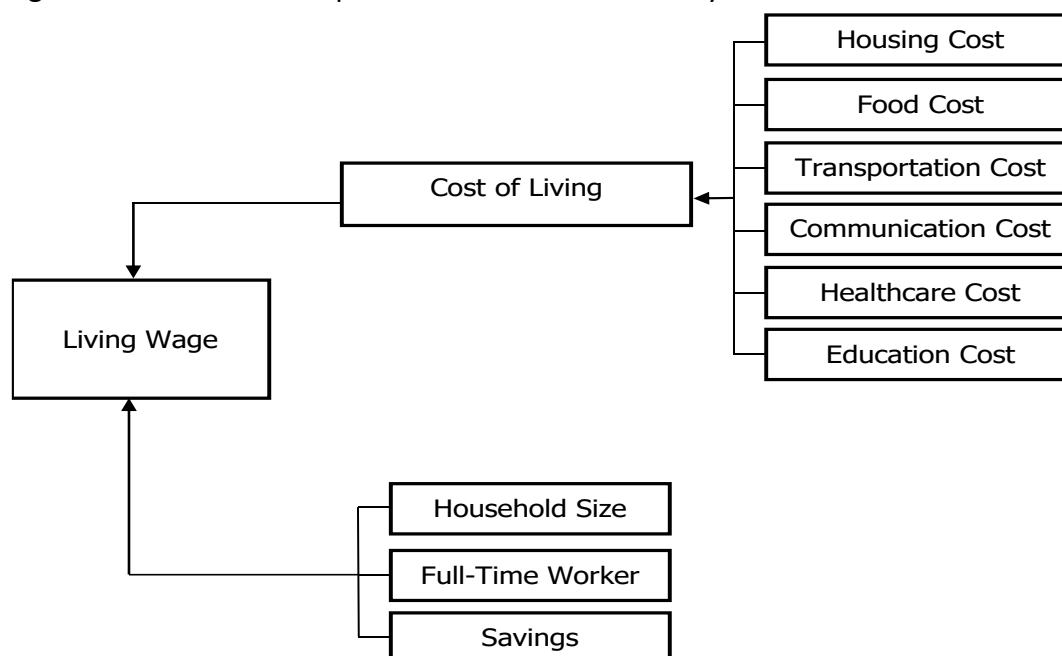 Housing Cost
Food Cost
Transportation Cost
Cost of Living
Communication Cost
Healthcare Cost
Living Wage
Education Cost
Household Size
Full-Time Worker
Savings